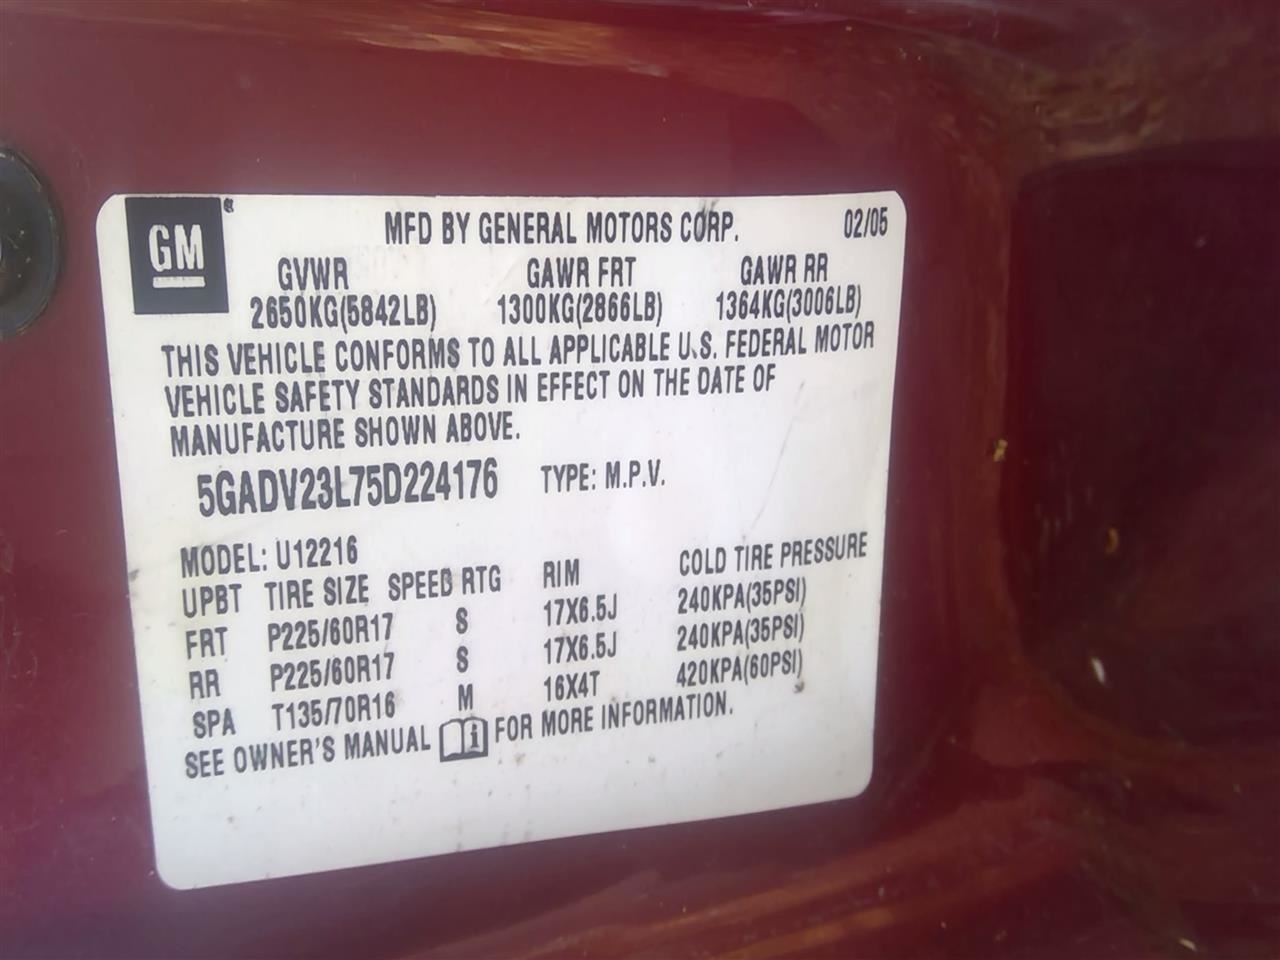 GM
MFD BY GENERAL MOTORS CORP. 02/05
GVWR GAWR FRT GAWR RR
2650KG(5842LB) 1300KG(2866LB) 1364KG(3006LB)
THIS VEHICLE CONFORMS TO ALL APPLICABLE U.S. FEDERAL MOTOR
VEHICLE SAFETY STANDARDS IN EFFECT ON THE DATE OF
MANUFACTURE SHOWN ABOVE.
5GADV23L75D224176 TYPE: M.P.V.
MODEL: U12216
UPBT TIRE SIZE SPEED RTG RIM COLD TIRE PRESSURE
FRT P225/60R17 S 17X6.5J 240KPA(35PSI)
RR P225/60R17 S 17X6.5J 240KPA(35PSI)
SPA T135/70R16 M 16X4T 420KPA(60PSI)
SEE OWNER'S MANUAL i FOR MORE INFORMATION.